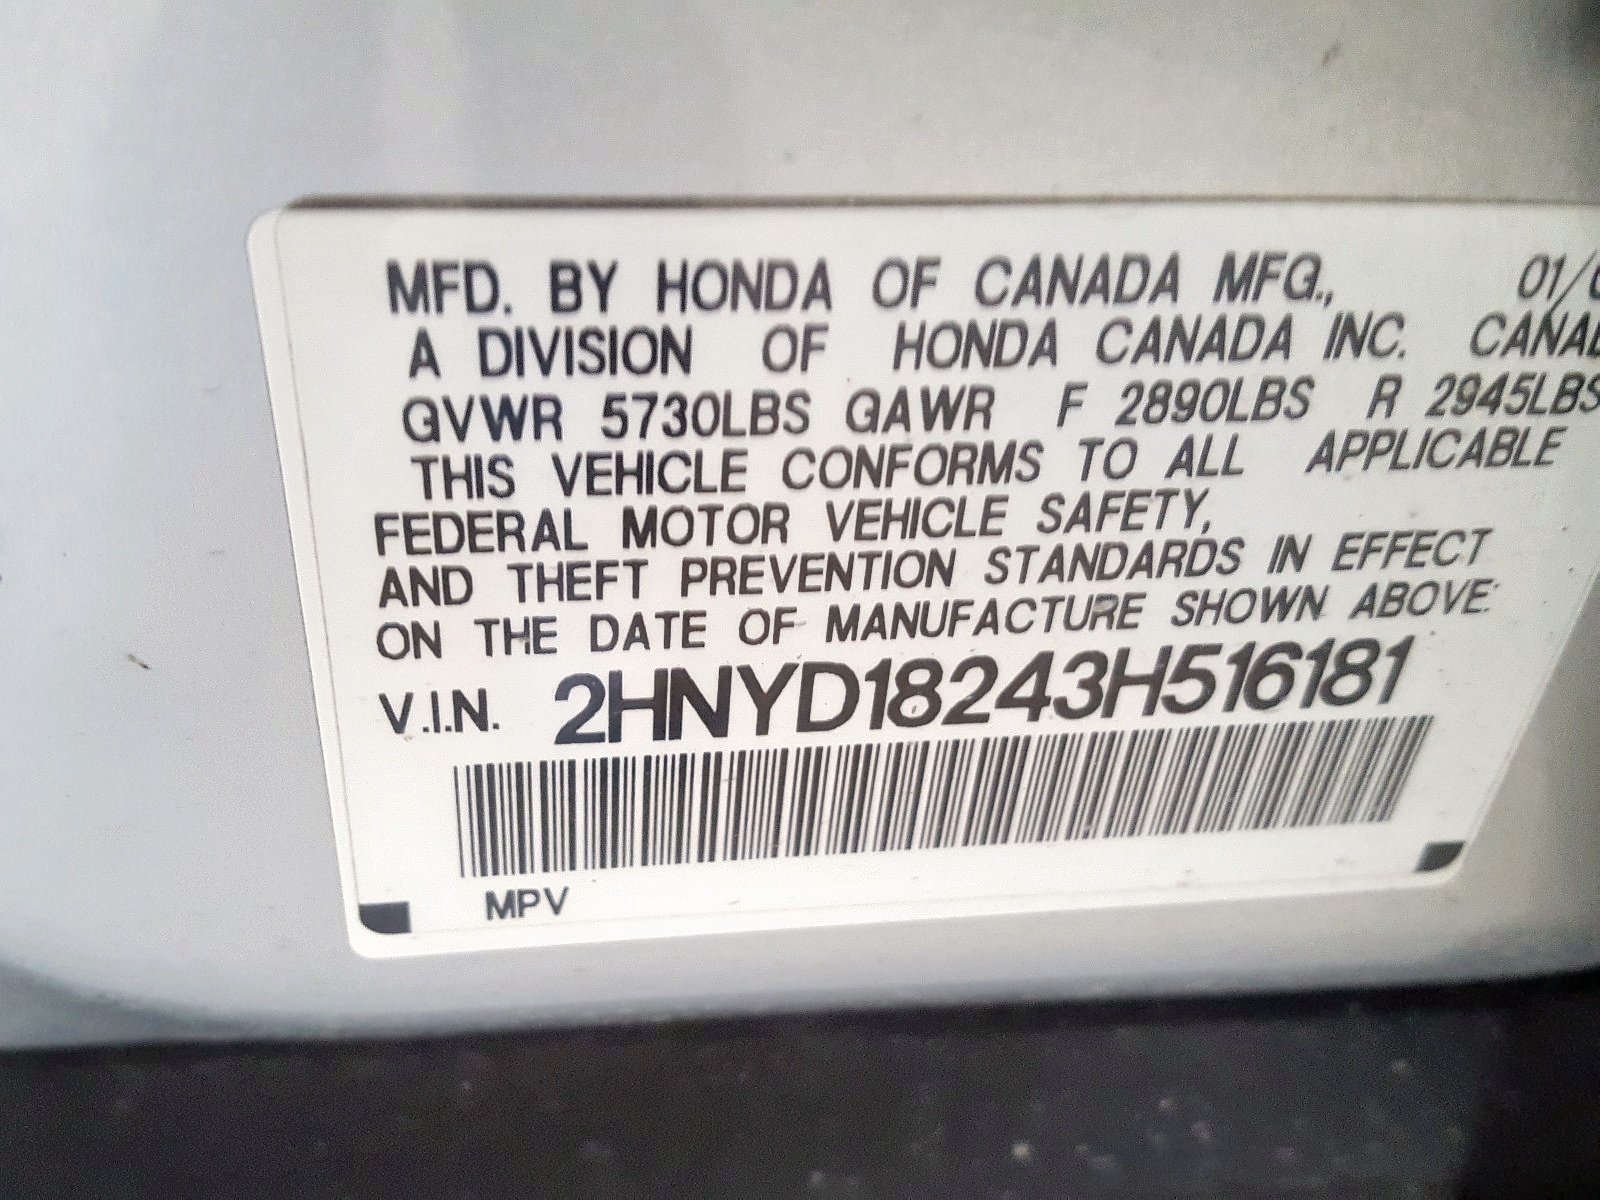 MFD. BY HONDA OF CANADA MFG., 01/
A DIVISION OF HONDA CANADA INC.
GVWR 5730LBS GAWR F 2890LBS R 2945LBS
THIS VEHICLE CONFORMS TO ALL APPLICABLE
FEDERAL MOTOR VEHICLE SAFETY,
AND THEFT PREVENTION STANDARDS IN EFFECT
ON THE DATE OF MANUFACTURE SHOWN ABOVE:
V.I.N. 2HNYD18243H516181
MPV